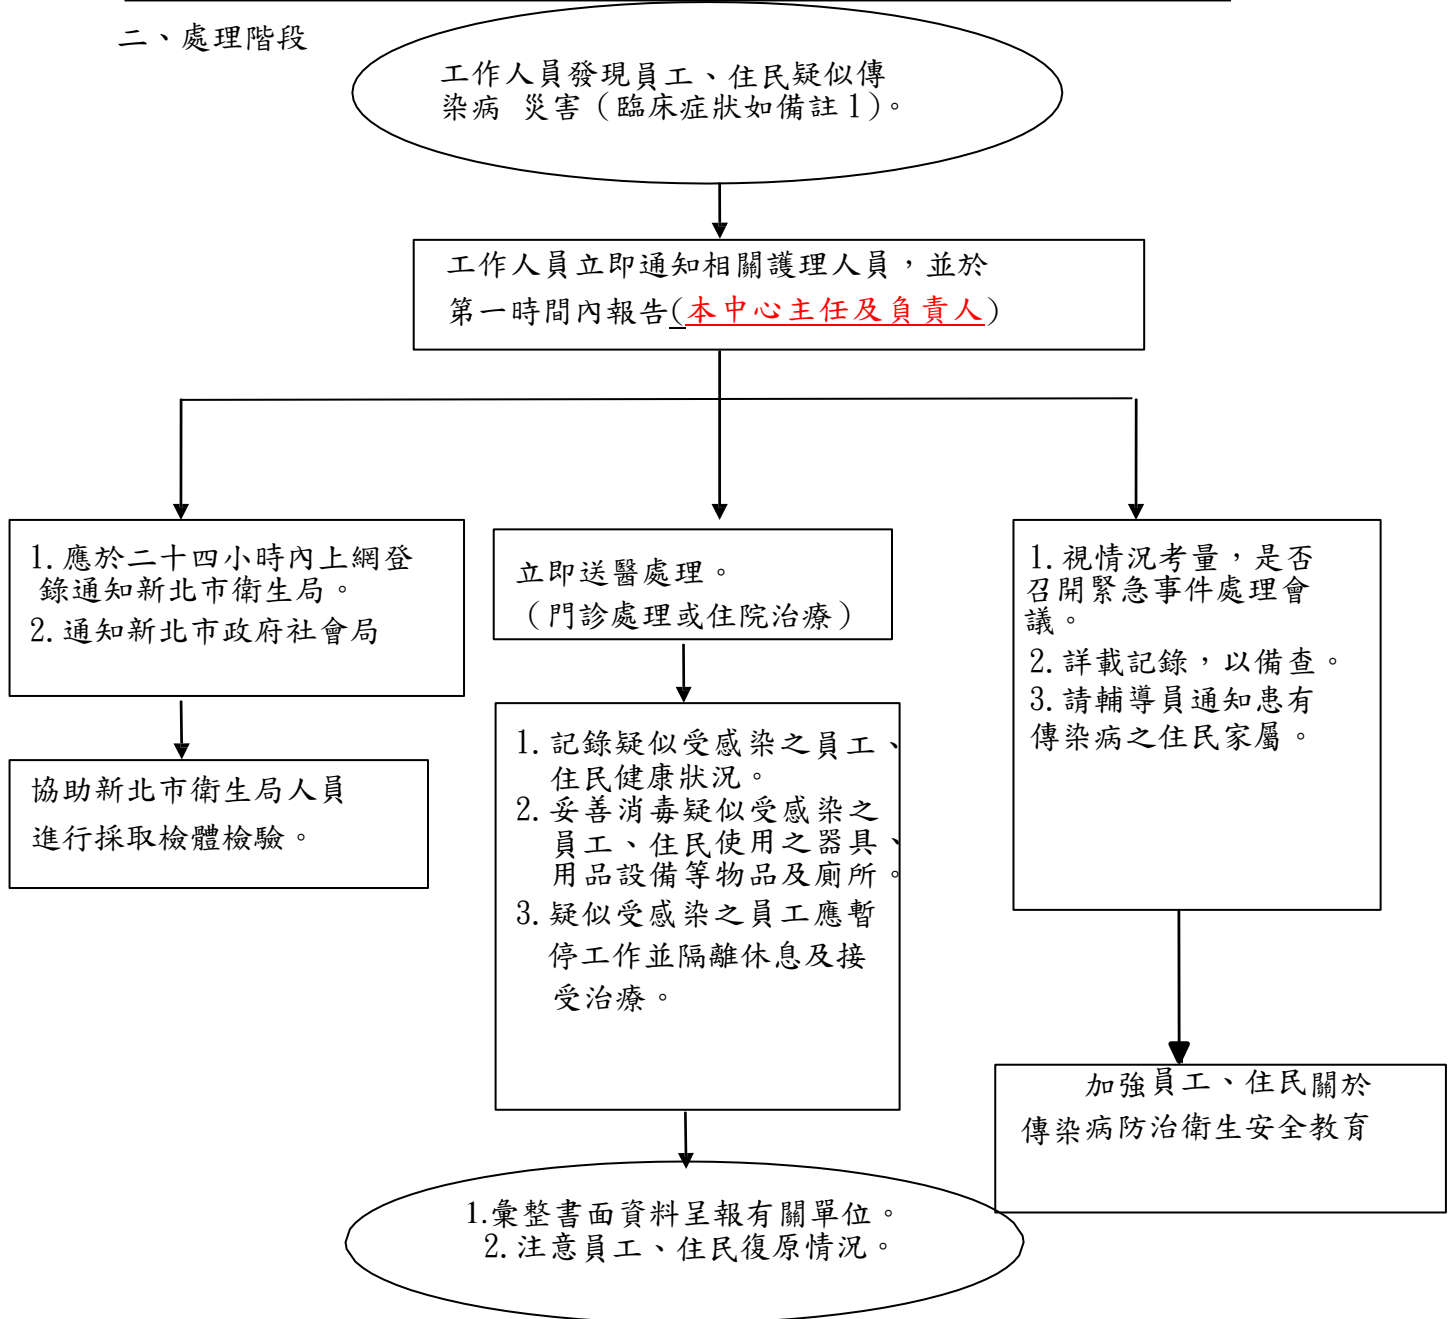 二、處理階段
工作人員發現員工、住民疑似傳
染病 災害（臨床症狀如備註1）。
工作人員立即通知相關護理人員，並於
第一時間內報告(本中心主任及負責人)
1.應於二十四小時內上網登
錄通知新北市衛生局。
2.通知新北市政府社會局
協助新北市衛生局人員
進行採取檢體檢驗。
立即送醫處理。
（門診處理或住院治療）
1.記錄疑似受感染之員工、
住民健康狀況。
2.妥善消毒疑似受感染之
員工、住民使用之器具、
用品設備等物品及廁所。
3.疑似受感染之員工應暫
停工作並隔離休息及接
受治療。
1.視情況考量，是否
召開緊急事件處理會
議。
2.詳載記錄，以備查。
3.請輔導員通知患有
傳染病之住民家屬。
加強員工、住民關於
傳染病防治衛生安全教育
1.彙整書面資料呈報有關單位。
2.注意員工、住民復原情況。